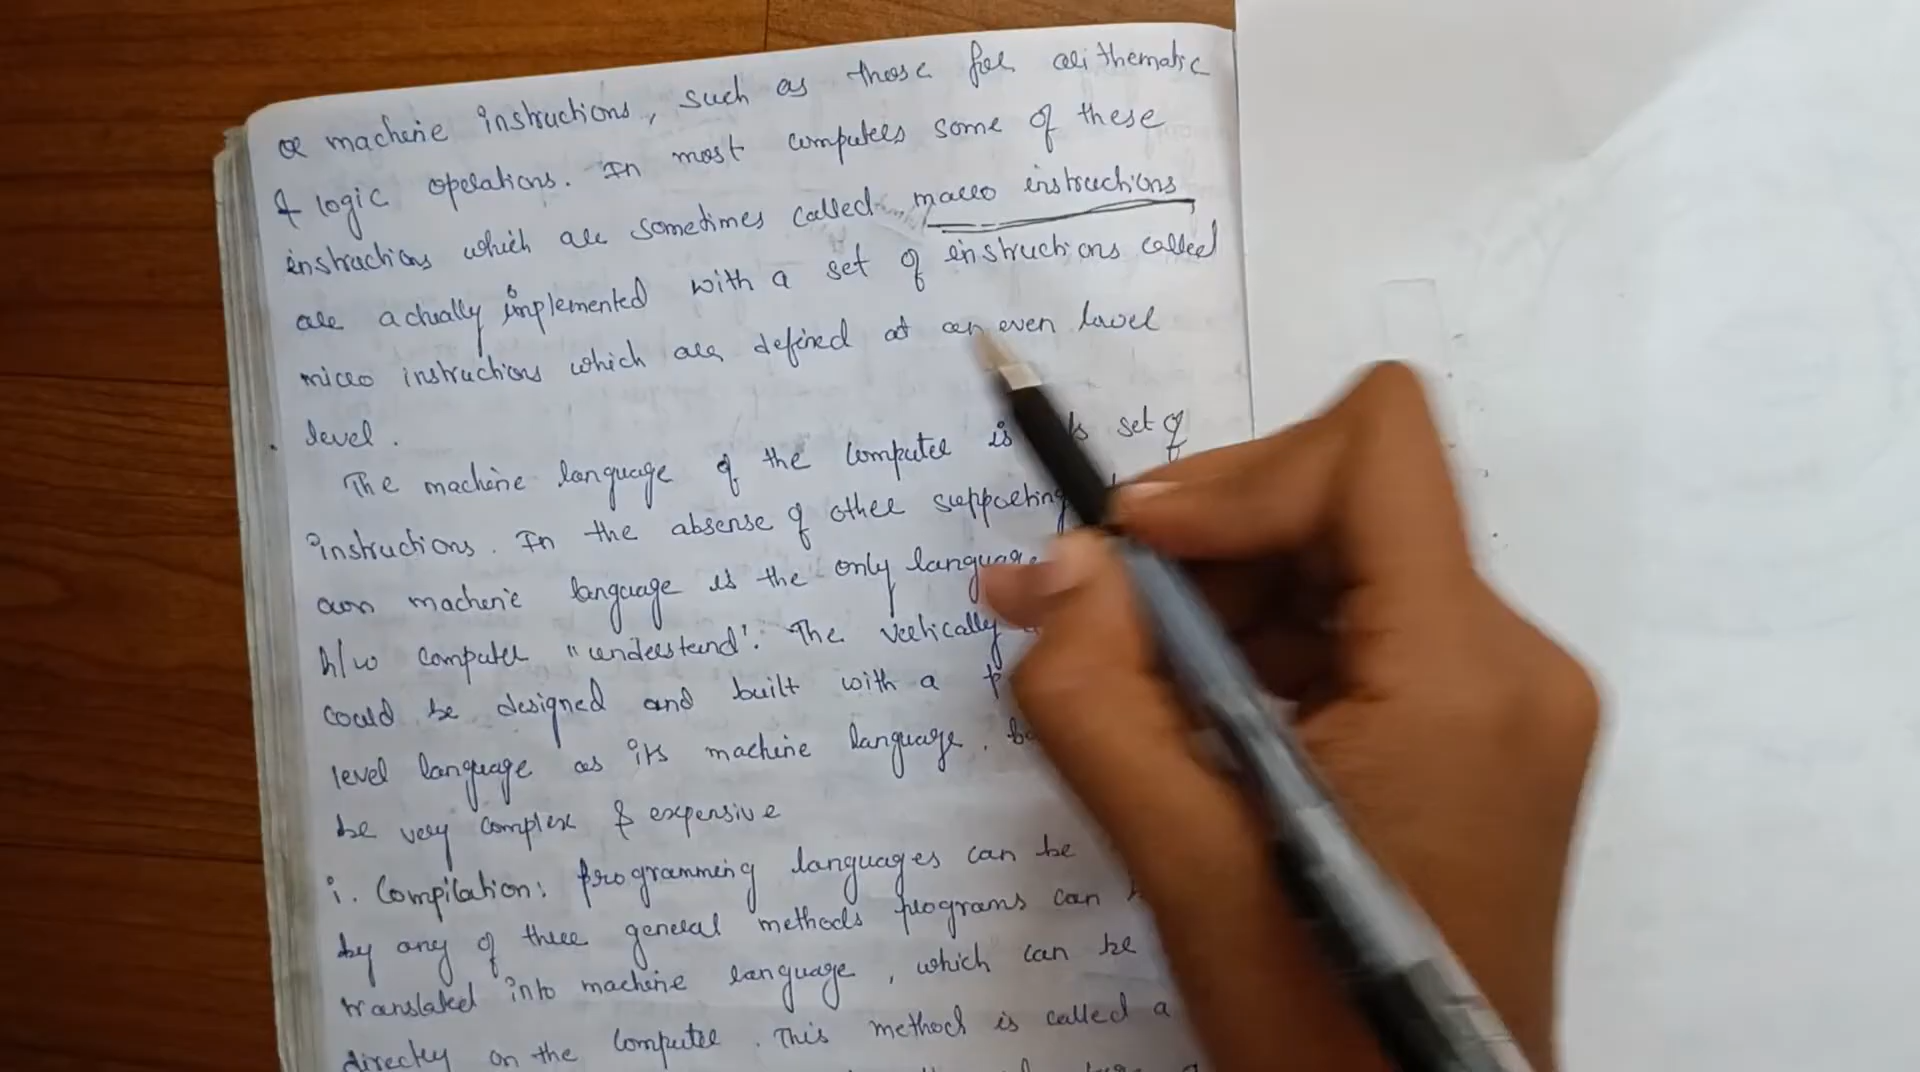 or machine instructions, such as those for arithematic
& logic operations. In most computers some of these
instructions which are sometimes called macro instructions
are actually implemented with a set of instructions called
micro instructions which are defined at an even lower
level.
The machine language of the computer is its set of
instructions. In the absense of other supporting
own machine language is the only language
h/w computer "understand". The vertically
could be designed and built with a
level language as its machine language.
be very complex & expensive
i. Compilation: programming languages can be
by any of three general methods programs can
translated into machine language, which can be
directly on the computer. This method is called a